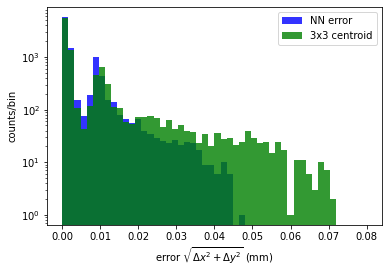 NN error
3x3 centroid
counts/bin
10³
10²
10¹
10⁰
0.00 0.01 0.02 0.03 0.04 0.05 0.06 0.07 0.08
error √Δx² + Δy² (mm)